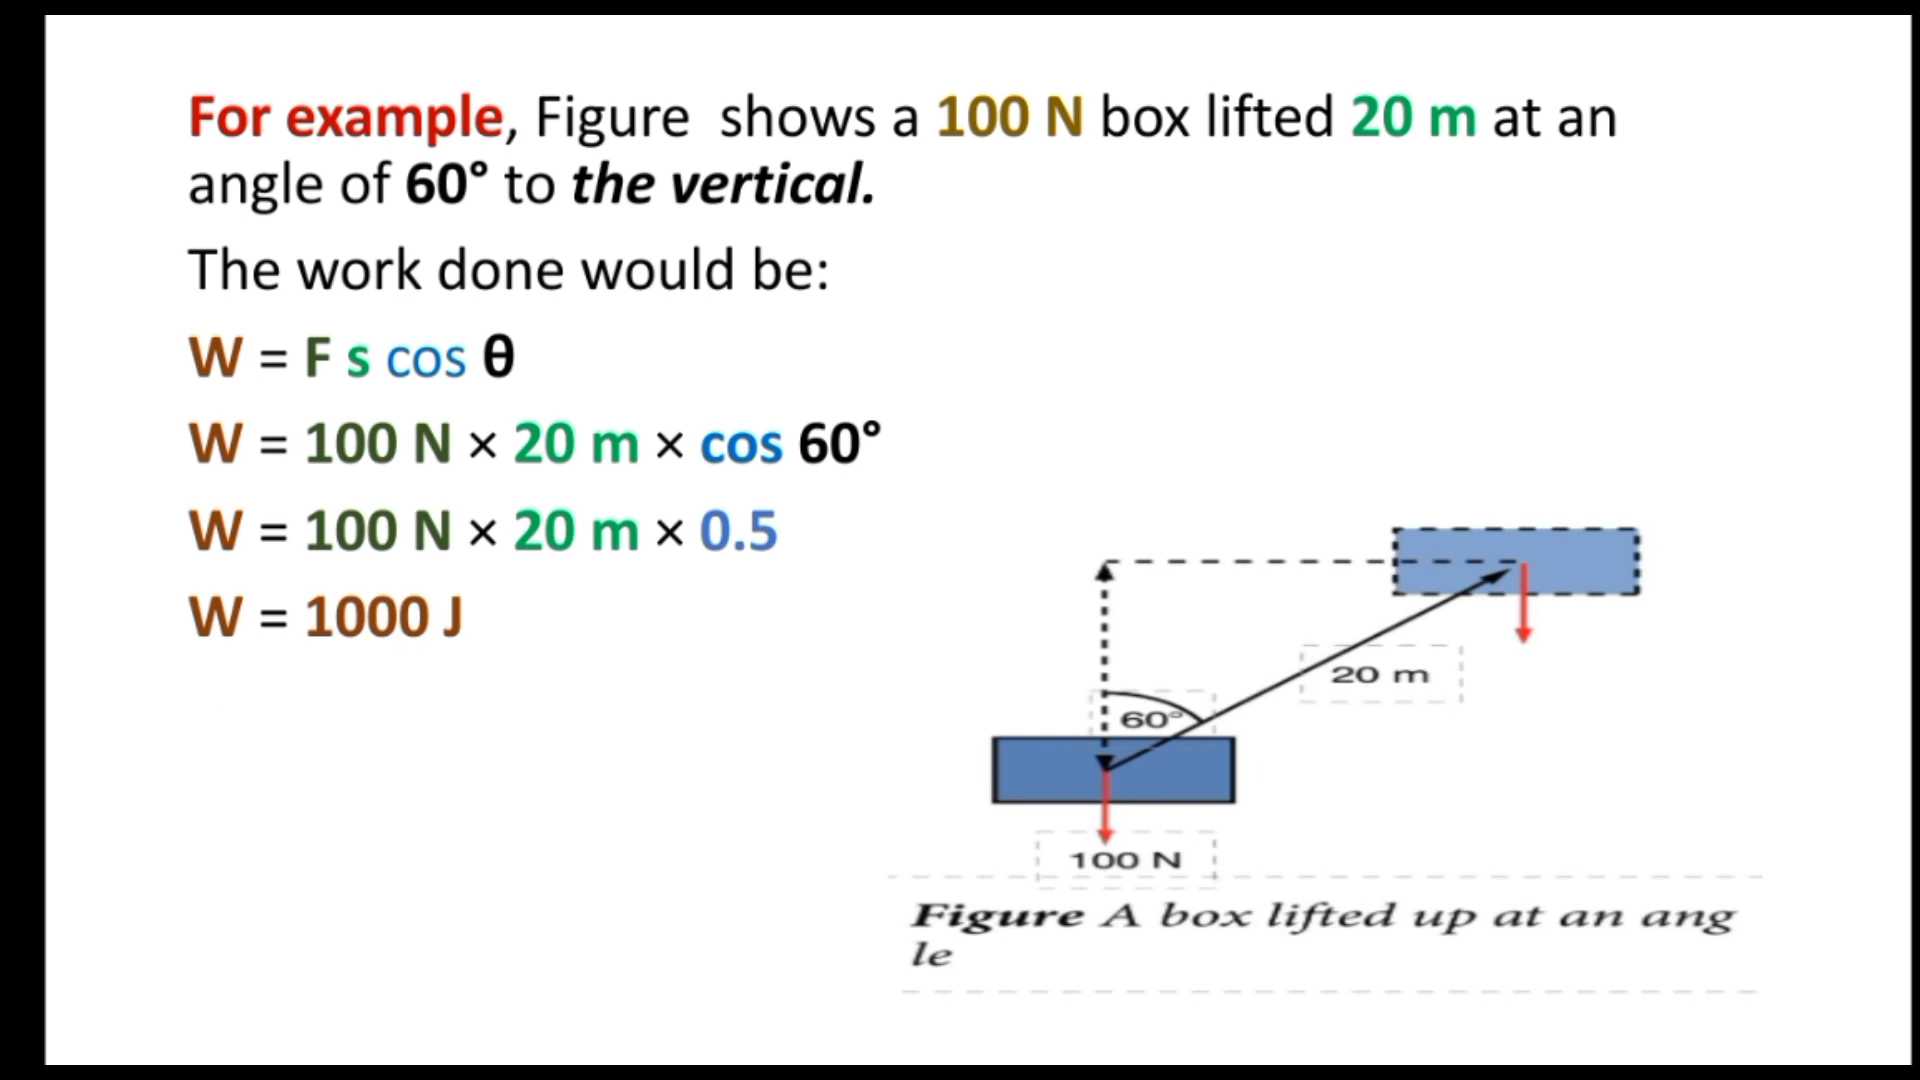 For example, Figure shows a 100 N box lifted 20 m at an
angle of 60° to the vertical.
The work done would be:
W = F s cos θ
W = 100 N × 20 m × cos 60°
W = 100 N × 20 m × 0.5
W = 1000 J
20 m
60°
100 N
Figure A box lifted up at an ang
le